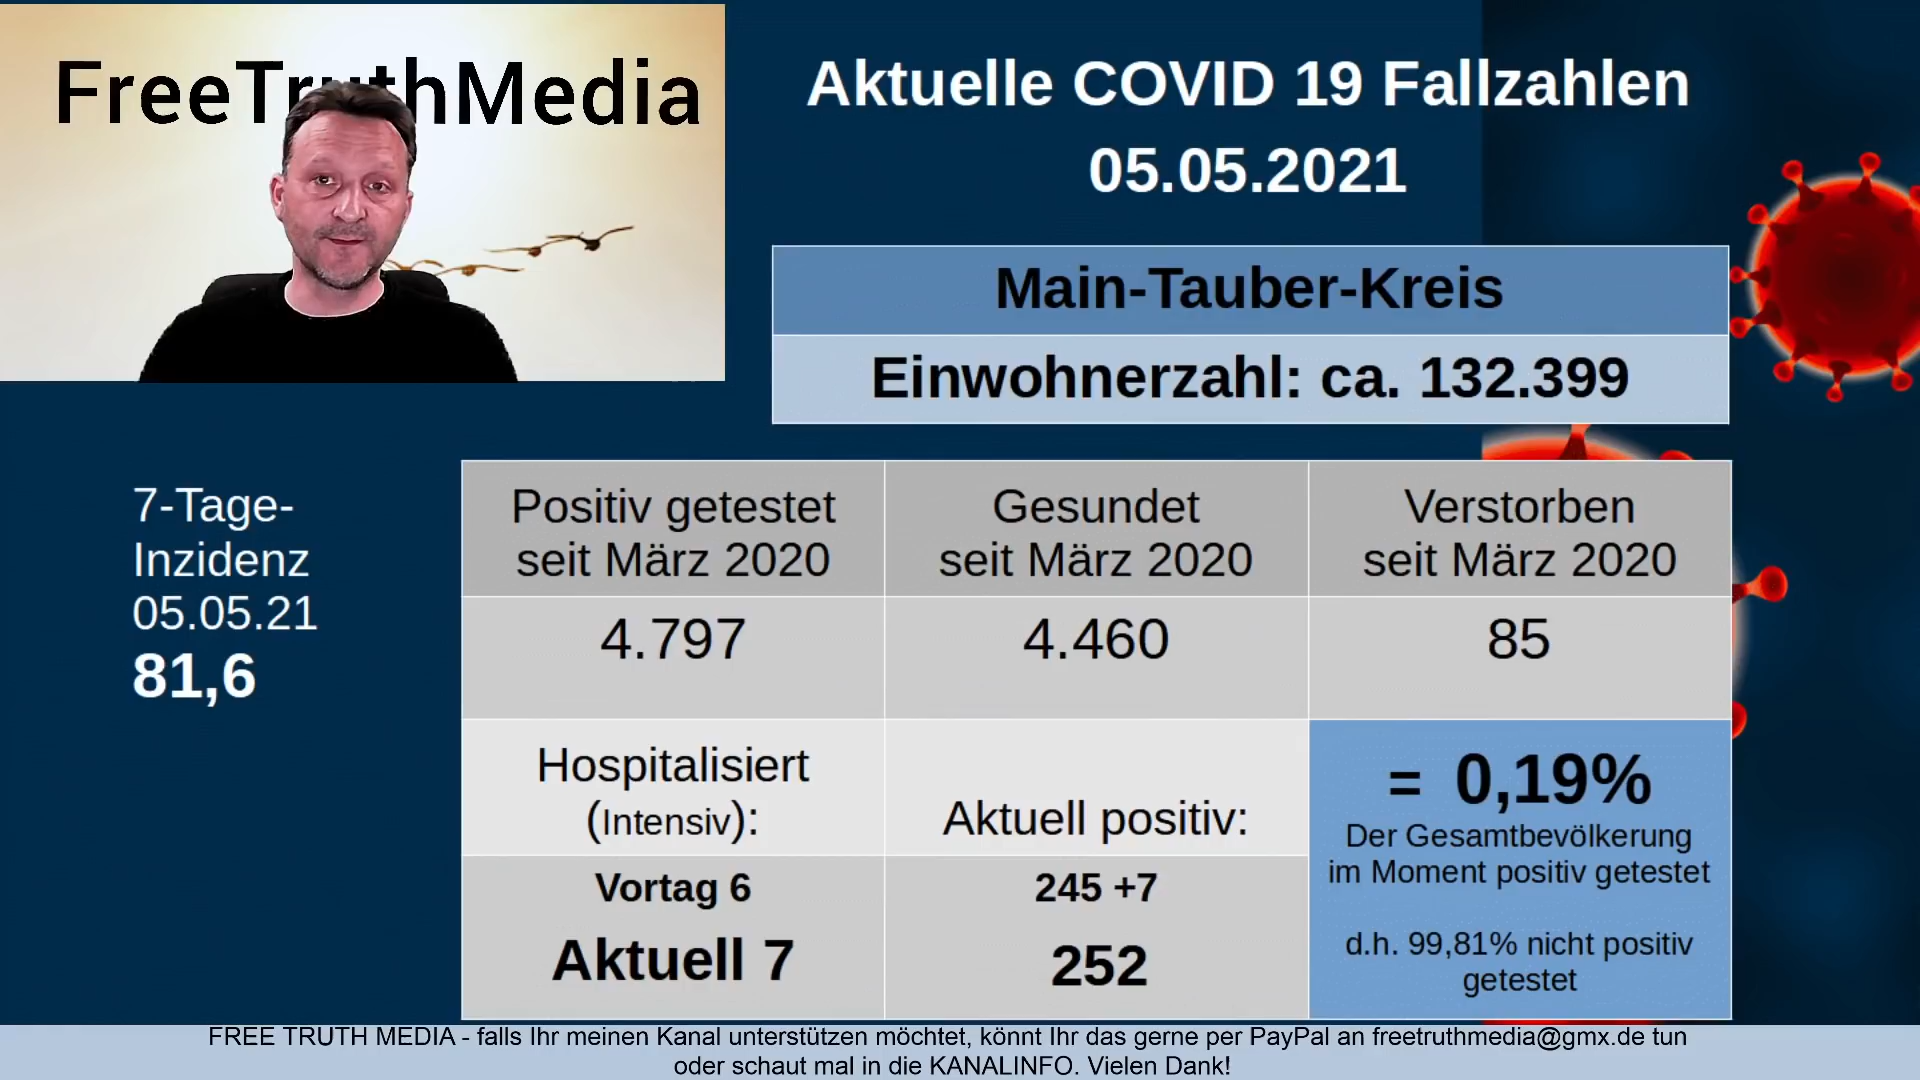 FreeTruthMedia
Aktuelle COVID 19 Fallzahlen
05.05.2021
Main-Tauber-Kreis
Einwohnerzahl: ca. 132.399
7-Tage-
Inzidenz
05.05.21
81,6
Positiv getestet
seit März 2020
Gesundet
seit März 2020
Verstorben
seit März 2020
4.797
4.460
85
Hospitalisiert
(Intensiv):
Aktuell positiv:
Vortag 6
Aktuell 7
245 +7
252
= 0,19%
Der Gesamtbevölkerung
im Moment positiv getestet
d.h. 99,81% nicht positiv
getestet
FREE TRUTH MEDIA - falls Ihr meinen Kanal unterstützen möchtet, könnt Ihr das gerne per PayPal an freetruthmedia@gmx.de tun
oder schaut mal in die KANALINFO. Vielen Dank!